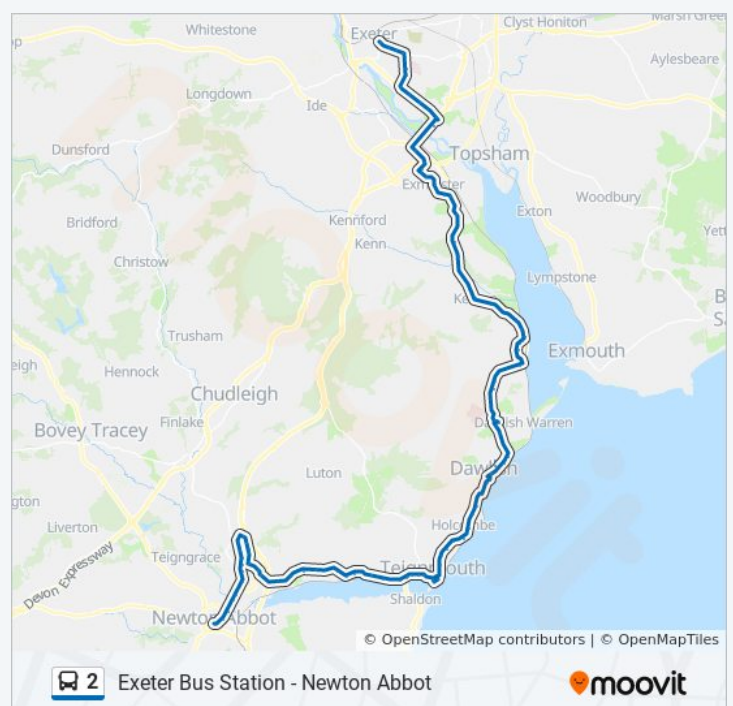 Whitestone
Exeter
Clyst Honiton
Marsh Green
Aylesbeare
Longdown
Ide
Dunsford
Topsham
Exminster
Woodbury
Bridford
Kennford
Exton
Kenn
Christow
Lympstone
Trusham
Exmouth
Hennock
Chudleigh
Finlake
Dawlish Warren
Bovey Tracey
Luton
Dawlish
Liverton
Holcombe
Teigngrace
Devon Expressway
Teignmouth
Shaldon
Newton Abbot
© OpenStreetMap contributors | © OpenMapTiles
2 Exeter Bus Station - Newton Abbot
moovit